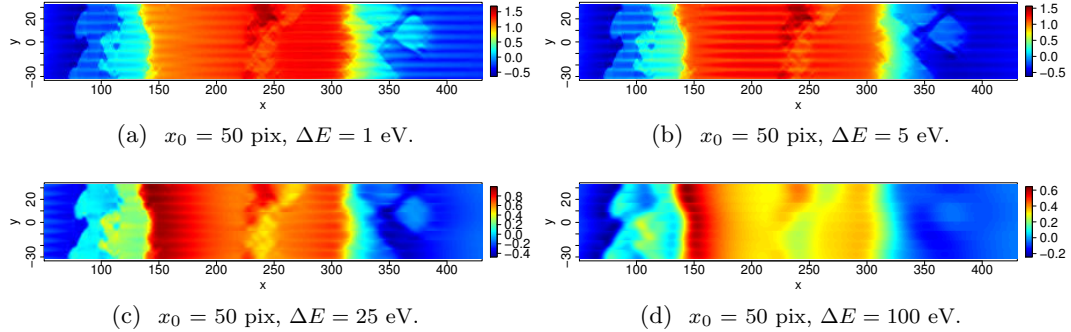 y −30 0 20
100 150 200 250 300 350 400
x
1.5 1.0 0.5 0.0 −0.5
(a) x₀ = 50 pix, ΔE = 1 eV.
y −30 0 20
100 150 200 250 300 350 400
x
1.5 1.0 0.5 0.0 −0.5
(b) x₀ = 50 pix, ΔE = 5 eV.
y −30 0 20
100 150 200 250 300 350 400
x
0.8 0.6 0.4 0.2 0.0 −0.2 −0.4
(c) x₀ = 50 pix, ΔE = 25 eV.
y −30 0 20
100 150 200 250 300 350 400
x
0.6 0.4 0.2 0.0 −0.2
(d) x₀ = 50 pix, ΔE = 100 eV.